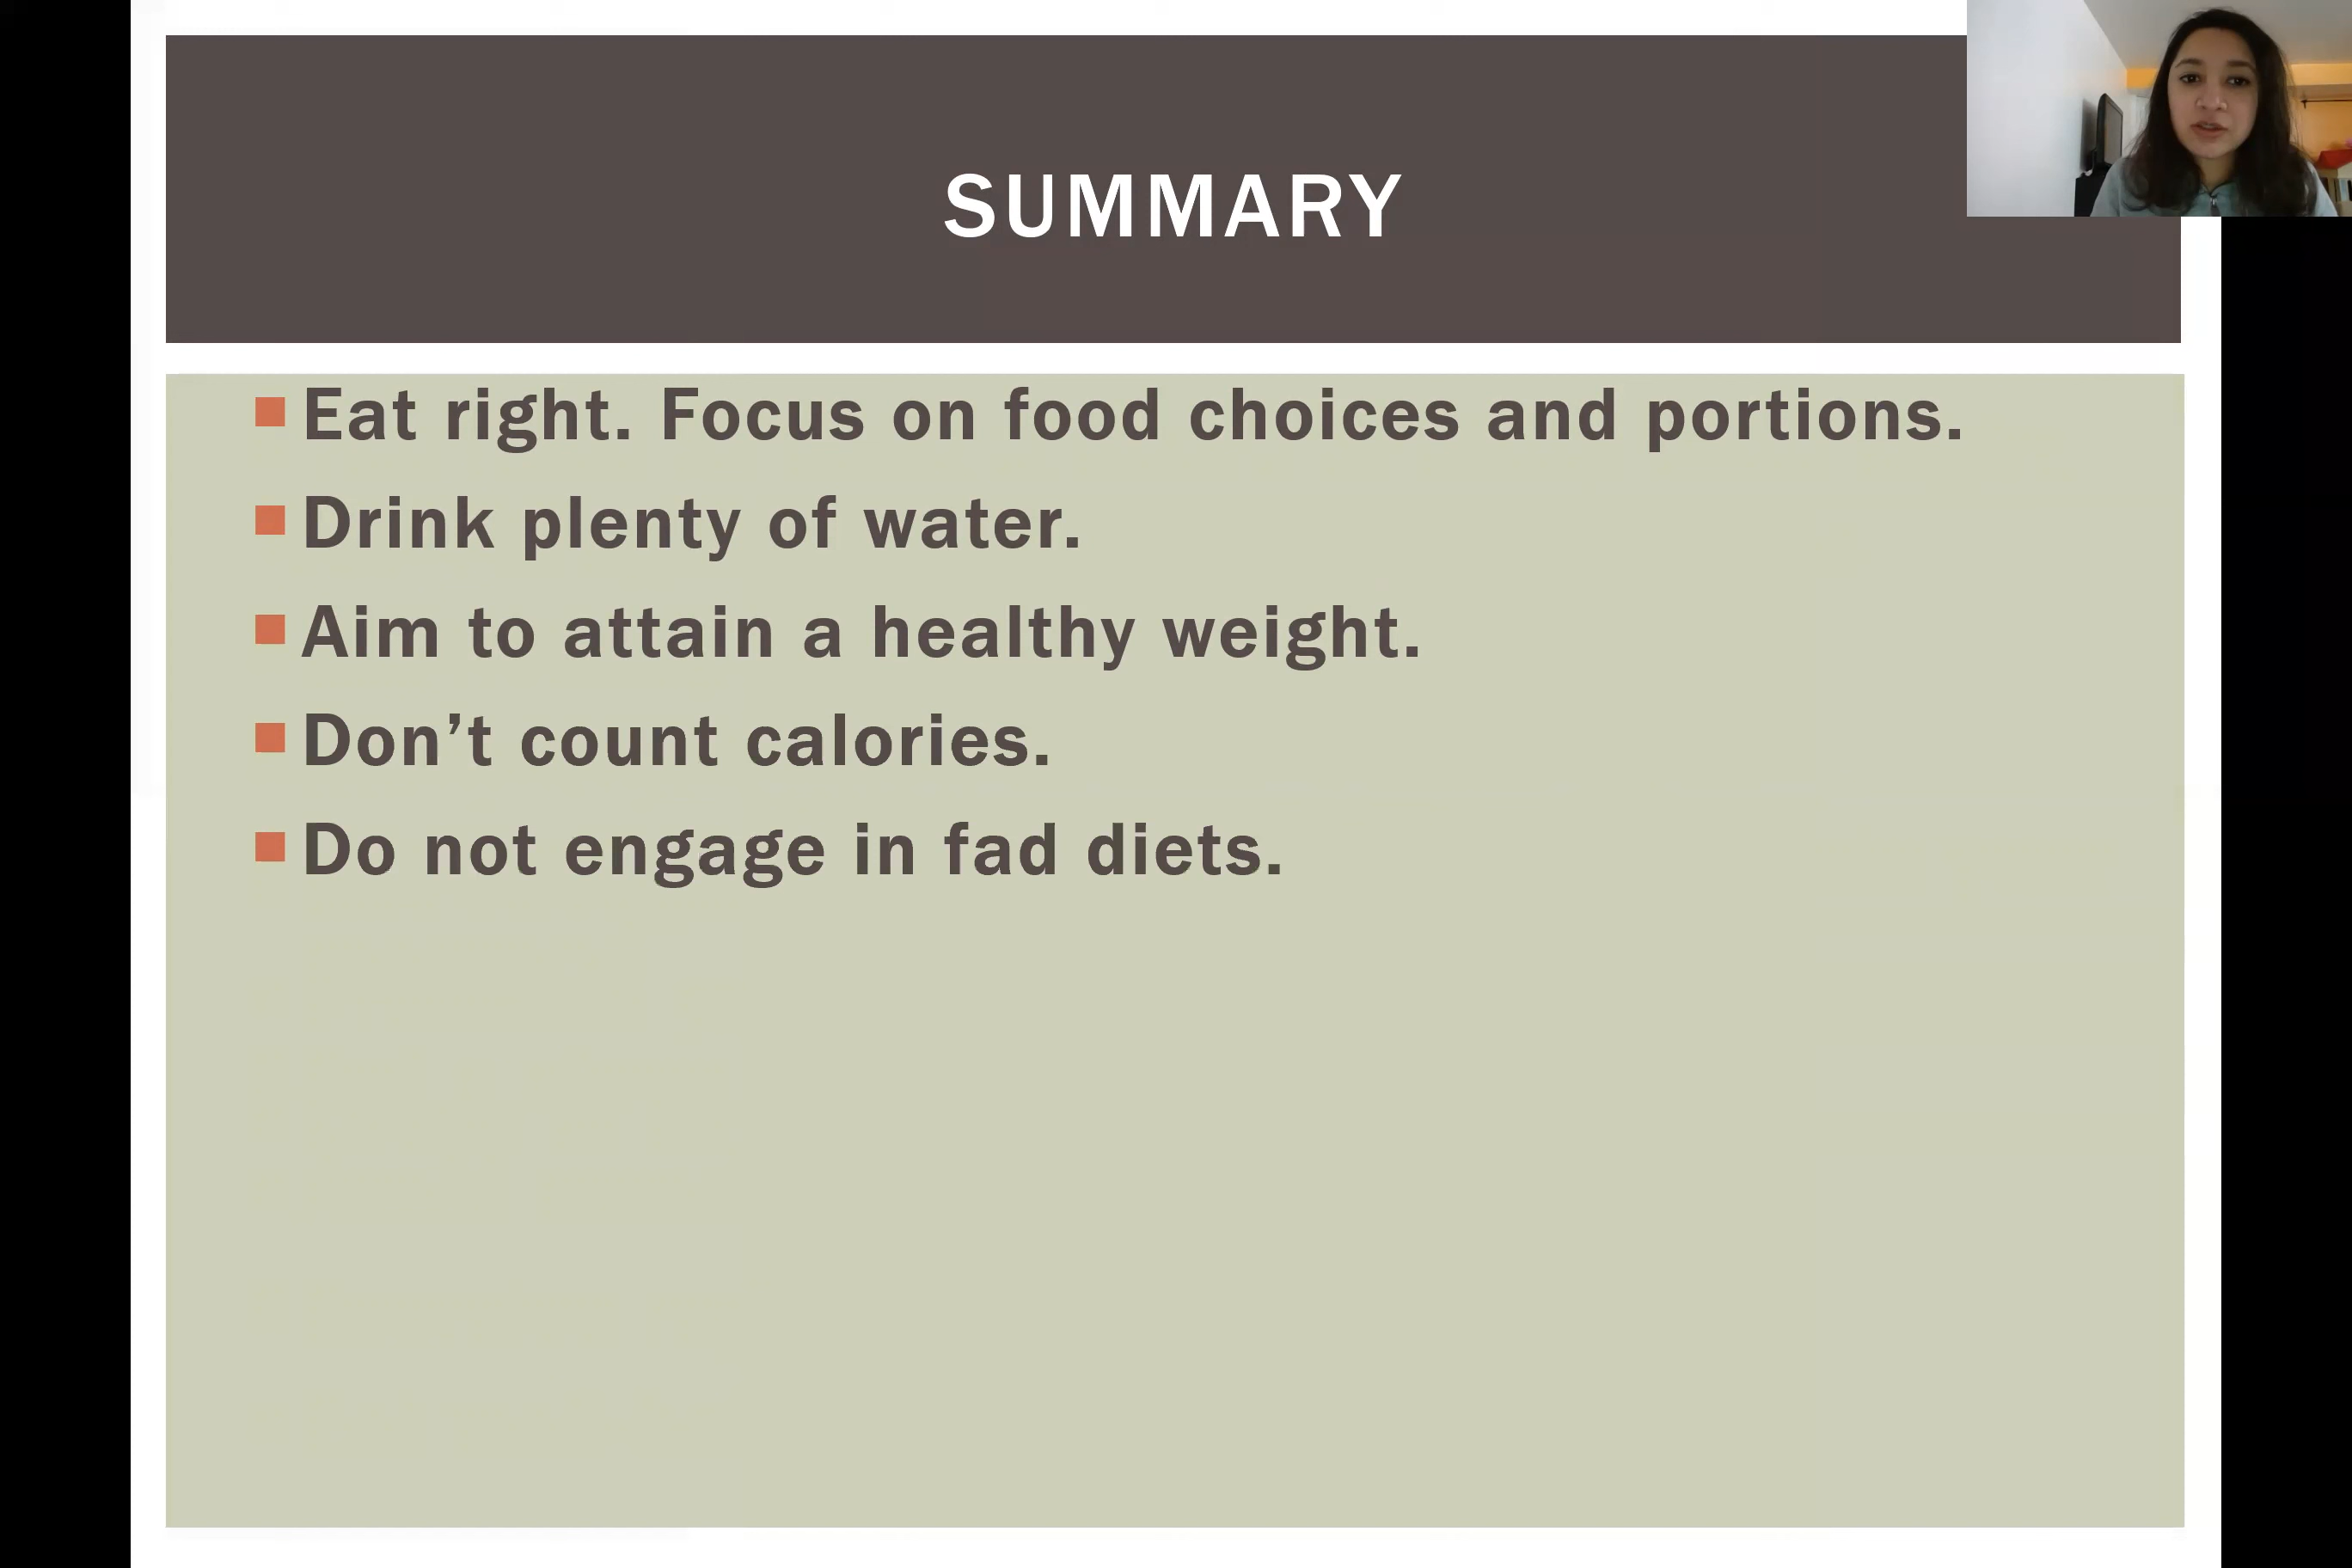 SUMMARY
Eat right. Focus on food choices and portions.
Drink plenty of water.
Aim to attain a healthy weight.
Don’t count calories.
Do not engage in fad diets.